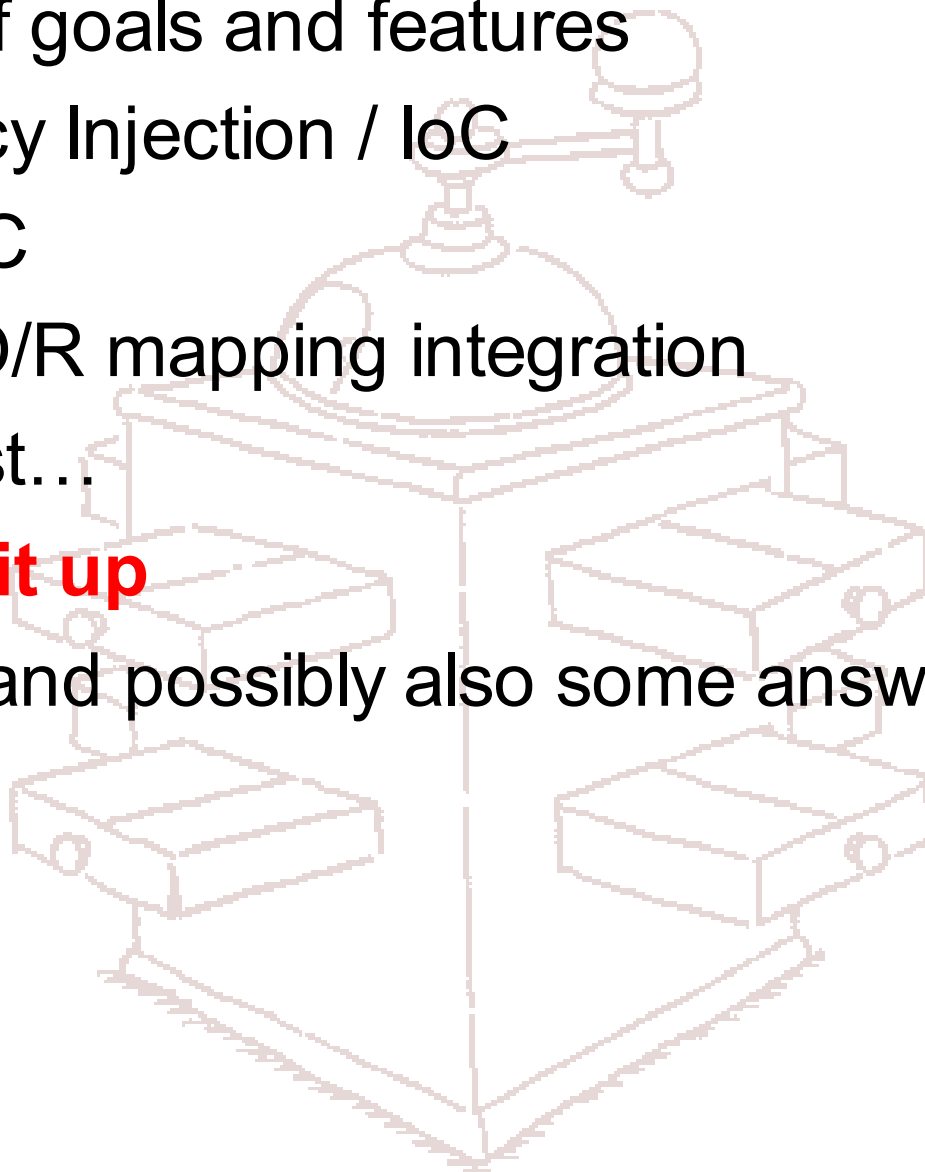 f goals and features
cy Injection / IoC
C
O/R mapping integration
st…
it up
and possibly also some answ